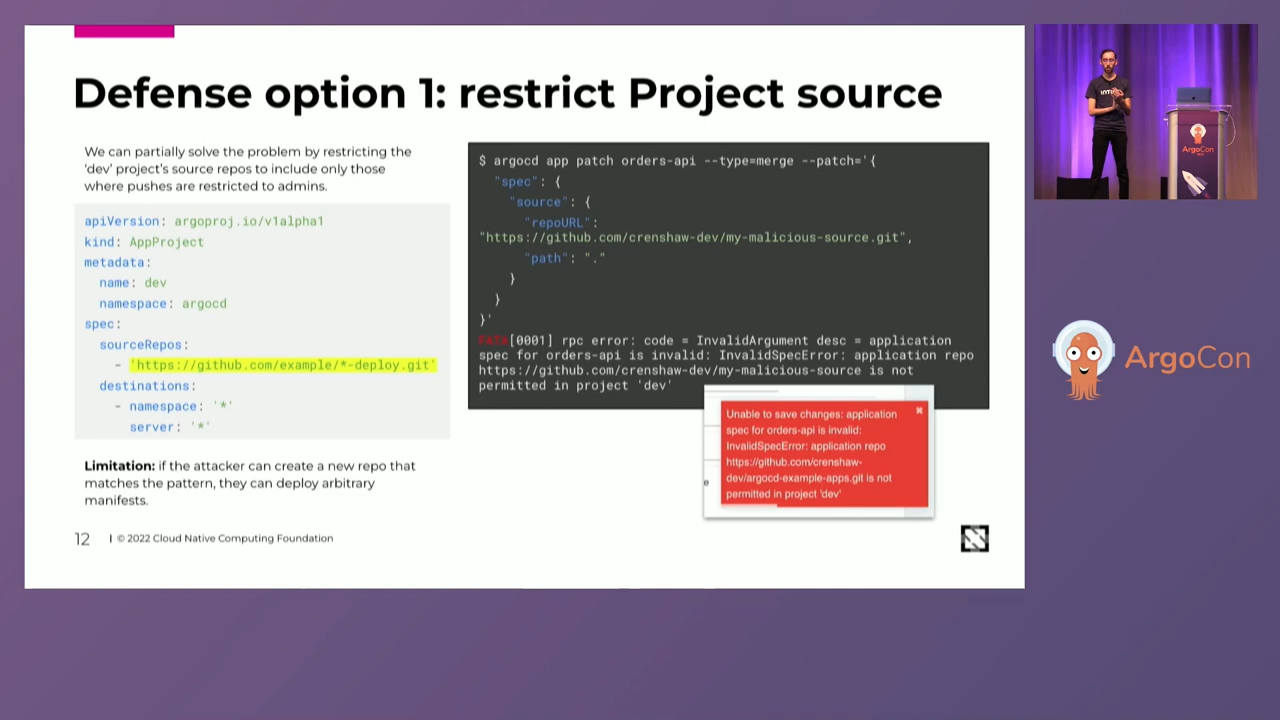 Defense option 1: restrict Project source
We can partially solve the problem by restricting the
'dev' project's source repos to include only those
where pushes are restricted to admins.
apiVersion: argoproj.io/v1alpha1
kind: AppProject
metadata:
name: dev
namespace: argocd
spec:
sourceRepos:
- 'https://github.com/example/*-deploy.git'
destinations:
- namespace: '*'
server: '*'
Limitation: if the attacker can create a new repo that
matches the pattern, they can deploy arbitrary
manifests.
$ argocd app patch orders-api --type=merge --patch='{
"spec": {
"source": {
"repoURL":
"https://github.com/crenshaw-dev/my-malicious-source.git",
"path": "."
}
}
}'
FATA[0001] rpc error: code = InvalidArgument desc = application
spec for orders-api is invalid: InvalidSpecError: application repo
https://github.com/crenshaw-dev/my-malicious-source is not
permitted in project 'dev'
Unable to save changes: application
spec for orders-api is invalid:
InvalidSpecError: application repo
https://github.com/crenshaw-
dev/argocd-example-apps.git is not
permitted in project 'dev'
e
12 | © 2022 Cloud Native Computing Foundation
ArgoCon
ArgoCon